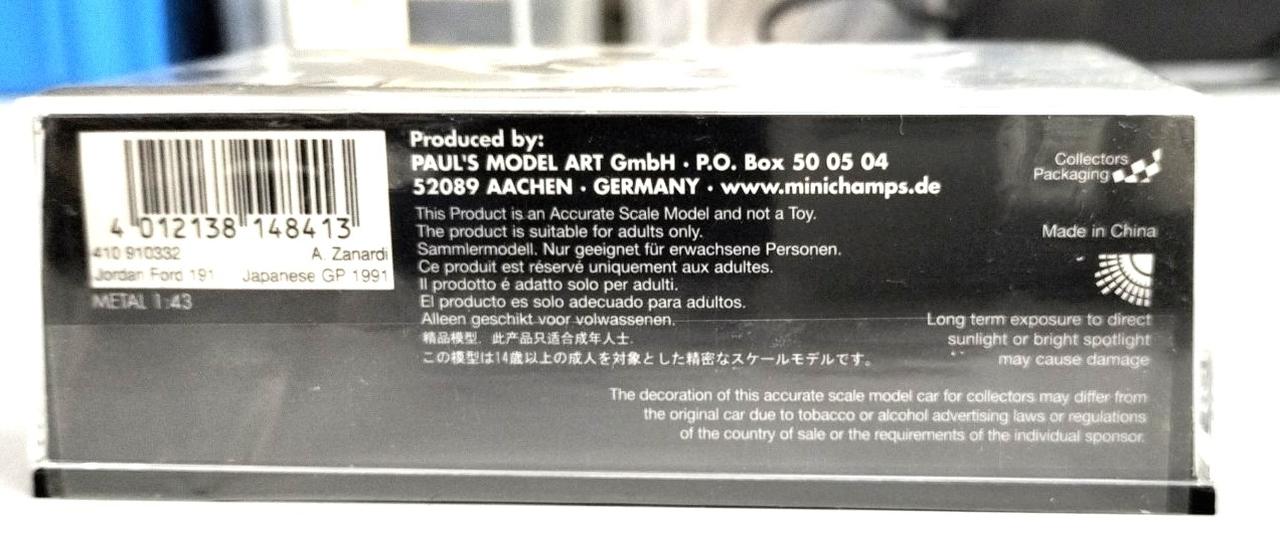 4 012138 148413
410 910332 A. Zanardi
Jordan Ford 191 Japanese GP 1991
METAL 1:43
Produced by:
PAUL'S MODEL ART GmbH · P.O. Box 50 05 04
52089 AACHEN · GERMANY · www.minichamps.de
This Product is an Accurate Scale Model and not a Toy.
The product is suitable for adults only.
Sammlermodell. Nur geeignet für erwachsene Personen.
Ce produit est réservé uniquement aux adultes.
Il prodotto é adatto solo per adulti.
El producto es solo adecuado para adultos.
Alleen geschikt voor volwassenen.
精品模型. 此产品只适合成年人士.
この模型は14歳以上の成人を対象とした精密なスケールモデルです。
Collectors
Packaging
Made in China
Long term exposure to direct
sunlight or bright spotlight
may cause damage
The decoration of this accurate scale model car for collectors may differ from
the original car due to tobacco or alcohol advertising laws or regulations
of the country of sale or the requirements of the individual sponsor.